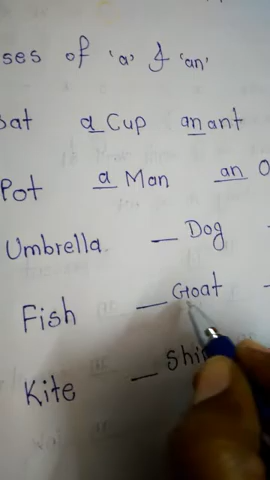 ses of 'a' & 'an'
at a Cup an ant
Pot a Man an O
Umbrella — Dog
Fish — Goat
Kite — Shi